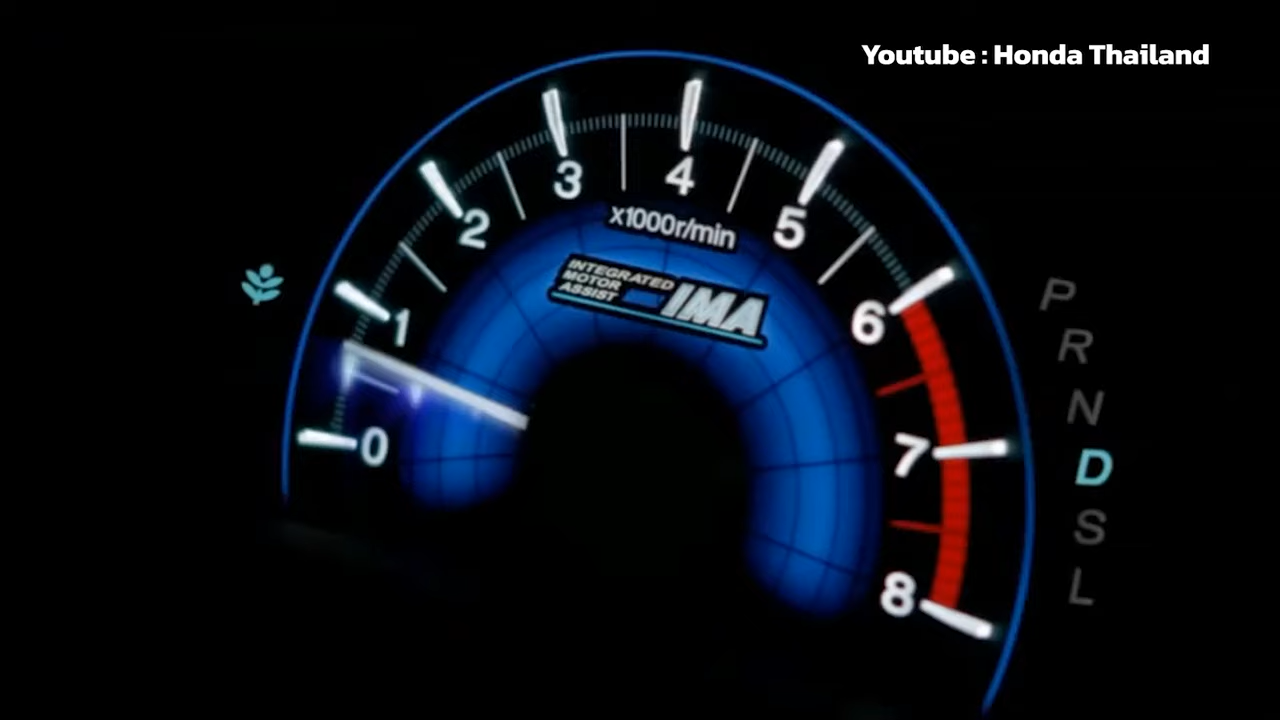 Youtube : Honda Thailand
3
4
2
5
x1000r/min
INTEGRATED
MOTOR
ASSIST
IMA
1
6
0
7
8
P
R
N
D
S
L